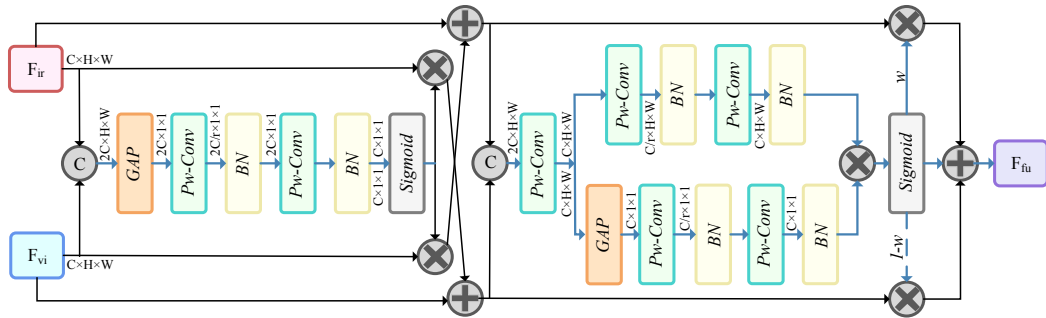 F_ir
C×H×W
F_vi
C×H×W
C
2C×H×W
GAP
2C×1×1
Pw-Conv
2C/r×1×1
BN
2C×1×1
Pw-Conv
BN
C×1×1
C×1×1
Sigmoid
C
2C×H×W
Pw-Conv
C×H×W
C×H×W
Pw-Conv
C/r×H×W
BN
Pw-Conv
C×H×W
BN
GAP
C×1×1
Pw-Conv
C/r×1×1
BN
Pw-Conv
C×1×1
BN
w
Sigmoid
1-w
F_fu